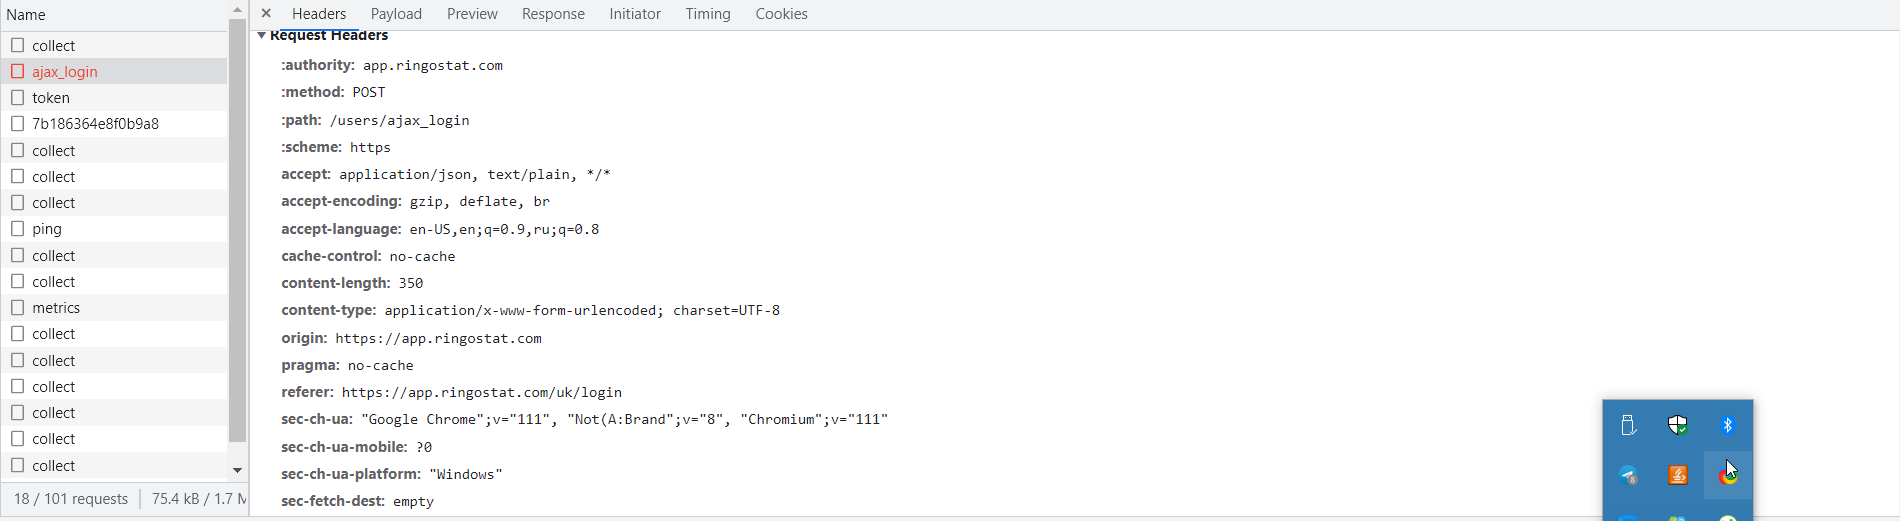 Name
collect
ajax_login
token
7b186364e8f0b9a8
collect
collect
collect
ping
collect
collect
metrics
collect
collect
collect
collect
collect
collect
18 / 101 requests
75.4 kB / 1.7 M
Headers Payload Preview Response Initiator Timing Cookies
Request Headers
:authority: app.ringostat.com
:method: POST
:path: /users/ajax_login
:scheme: https
accept: application/json, text/plain, */*
accept-encoding: gzip, deflate, br
accept-language: en-US,en;q=0.9,ru;q=0.8
cache-control: no-cache
content-length: 350
content-type: application/x-www-form-urlencoded; charset=UTF-8
origin: https://app.ringostat.com
pragma: no-cache
referer: https://app.ringostat.com/uk/login
sec-ch-ua: "Google Chrome";v="111", "Not(A:Brand";v="8", "Chromium";v="111"
sec-ch-ua-mobile: ?0
sec-ch-ua-platform: "Windows"
sec-fetch-dest: empty